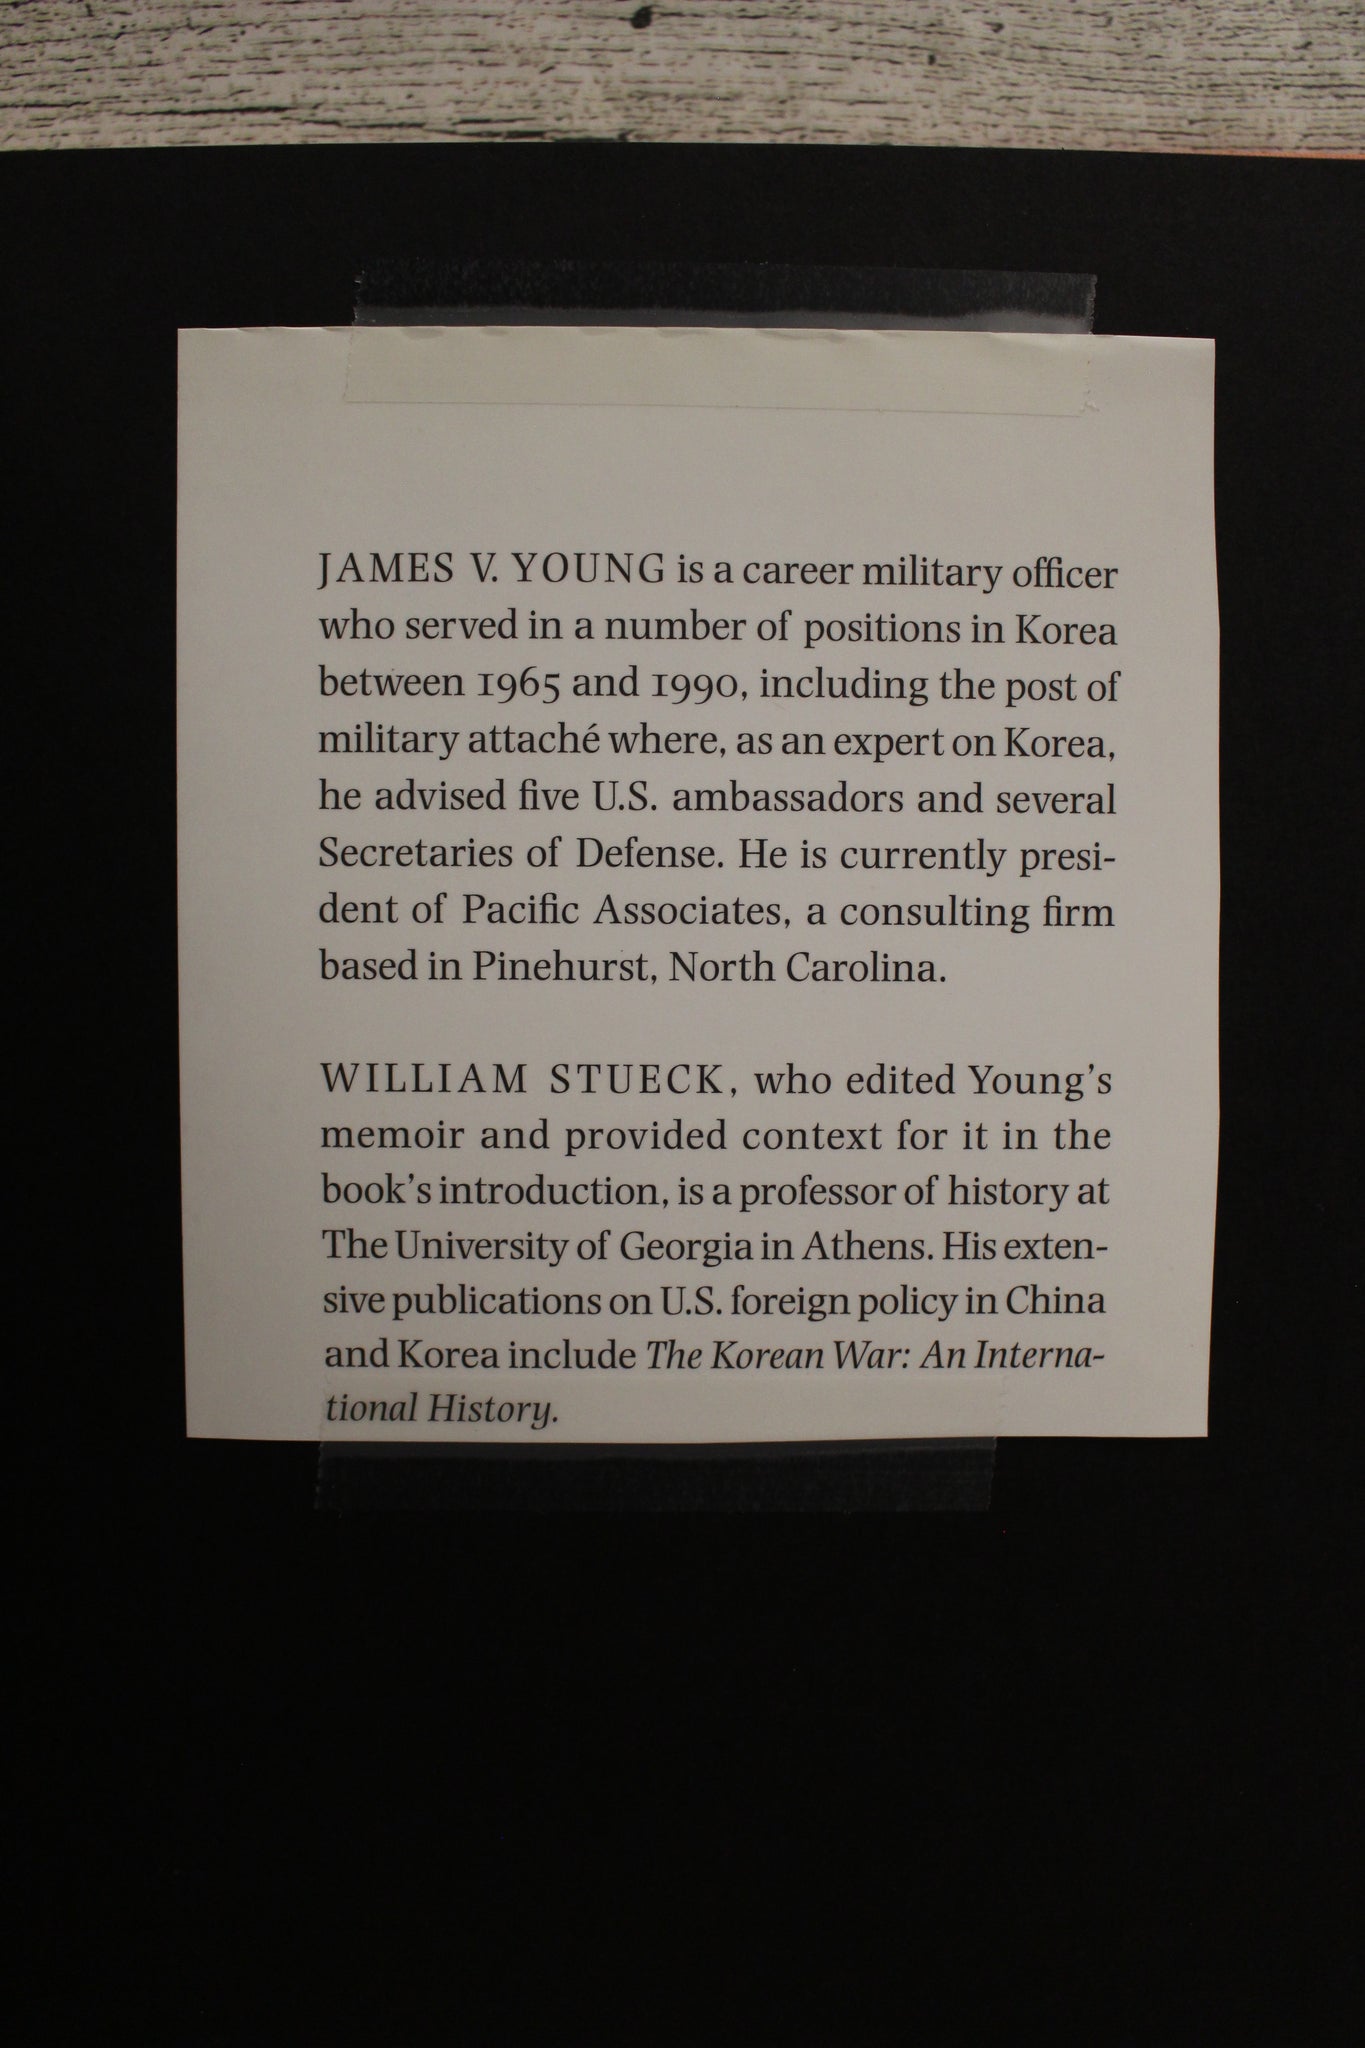 JAMES V. YOUNG is a career military officer
who served in a number of positions in Korea
between 1965 and 1990, including the post of
military attaché where, as an expert on Korea,
he advised five U.S. ambassadors and several
Secretaries of Defense. He is currently presi-
dent of Pacific Associates, a consulting firm
based in Pinehurst, North Carolina.
WILLIAM STUECK, who edited Young's
memoir and provided context for it in the
book's introduction, is a professor of history at
The University of Georgia in Athens. His exten-
sive publications on U.S. foreign policy in China
and Korea include The Korean War: An Interna-
tional History.